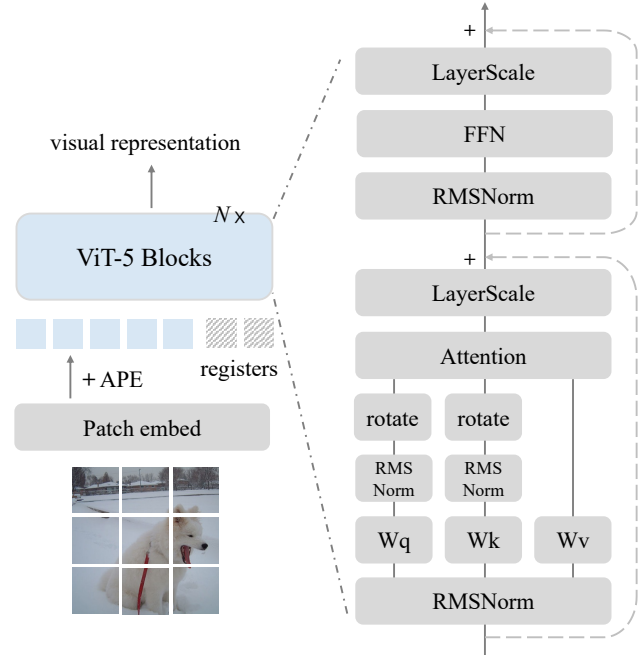 visual representation
N x
ViT-5 Blocks
registers
+ APE
Patch embed
+
LayerScale
FFN
RMSNorm
+
LayerScale
Attention
rotate rotate
RMS RMS
Norm Norm
Wq Wk Wv
RMSNorm